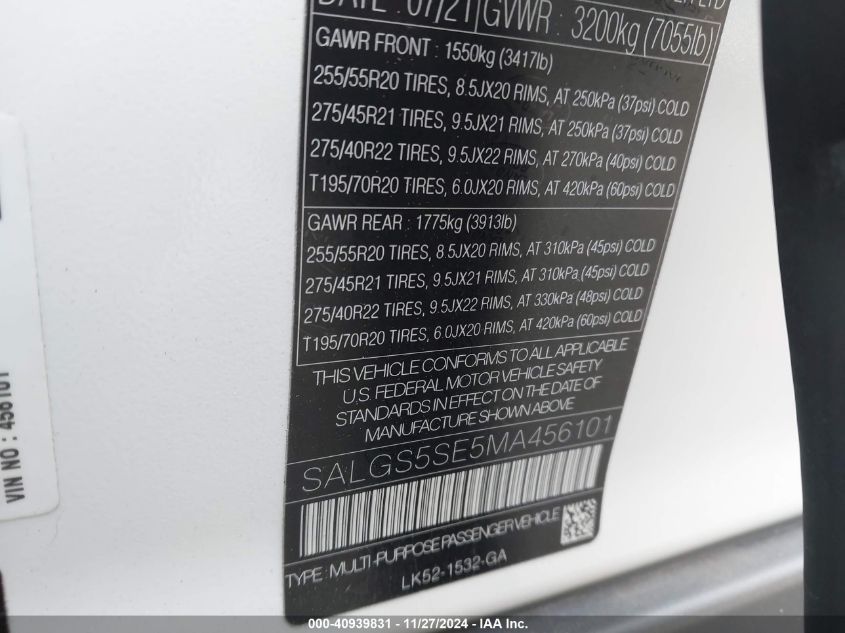 DATE 07/21 GVWR : 3200kg (7055lb)
GAWR FRONT : 1550kg (3417lb)
255/55R20 TIRES, 8.5JX20 RIMS, AT 250kPa (37psi) COLD
275/45R21 TIRES, 9.5JX21 RIMS, AT 250kPa (37psi) COLD
275/40R22 TIRES, 9.5JX22 RIMS, AT 270kPa (40psi) COLD
T195/70R20 TIRES, 6.0JX20 RIMS, AT 420kPa (60psi) COLD
GAWR REAR : 1775kg (3913lb)
255/55R20 TIRES, 8.5JX20 RIMS, AT 310kPa (45psi) COLD
275/45R21 TIRES, 9.5JX21 RIMS, AT 310kPa (45psi) COLD
275/40R22 TIRES, 9.5JX22 RIMS, AT 330kPa (48psi) COLD
T195/70R20 TIRES, 6.0JX20 RIMS, AT 420kPa (60psi) COLD
THIS VEHICLE CONFORMS TO ALL APPLICABLE
U.S. FEDERAL MOTOR VEHICLE SAFETY
STANDARDS IN EFFECT ON THE DATE OF
MANUFACTURE SHOWN ABOVE
SALGS5SE5MA456101
TYPE: MULTI-PURPOSE PASSENGER VEHICLE
LK52-1532-GA
VIN NO : 456101
000-40939831 - 11/27/2024 - IAA Inc.